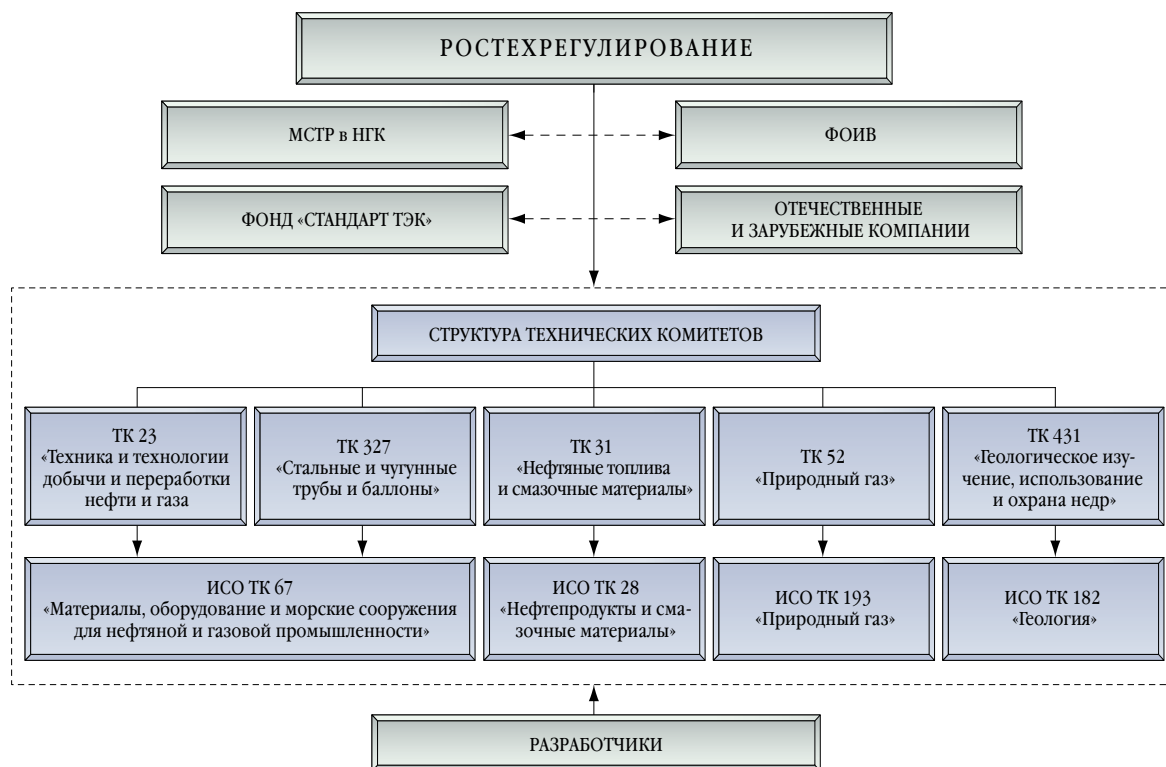 РОСТЕХРЕГУЛИРОВАНИЕ
МСТР в НГК
ФОИВ
ФОНД «СТАНДАРТ ТЭК»
ОТЕЧЕСТВЕННЫЕ
И ЗАРУБЕЖНЫЕ КОМПАНИИ
СТРУКТУРА ТЕХНИЧЕСКИХ КОМИТЕТОВ
ТК 23
«Техника и технологии
добычи и переработки
нефти и газа
ТК 327
«Стальные и чугунные
трубы и баллоны»
ТК 31
«Нефтяные топлива
и смазочные материалы»
ТК 52
«Природный газ»
ТК 431
«Геологическое изу-
чение, использование
и охрана недр»
ИСО ТК 67
«Материалы, оборудование и морские сооружения
для нефтяной и газовой промышленности»
ИСО ТК 28
«Нефтепродукты и сма-
зочные материалы»
ИСО ТК 193
«Природный газ»
ИСО ТК 182
«Геология»
РАЗРАБОТЧИКИ